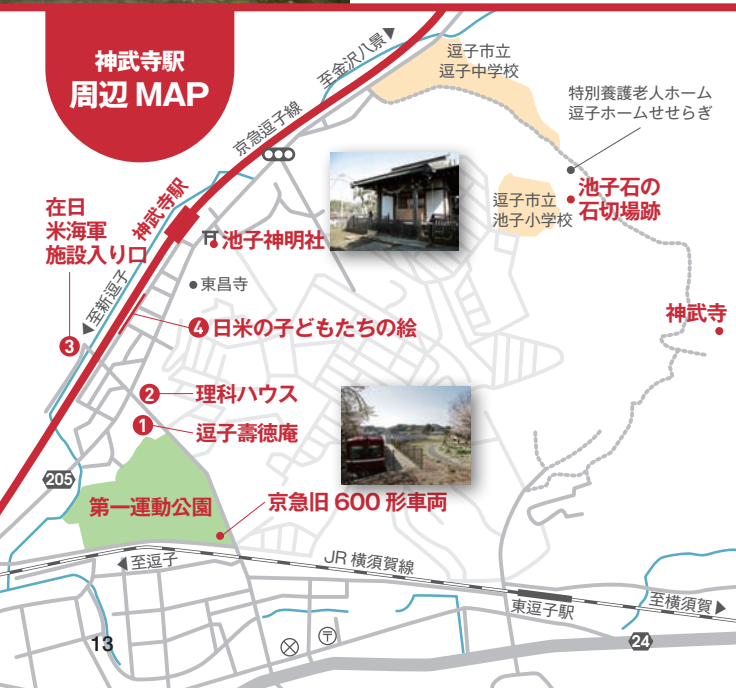 神武寺駅
周辺 MAP
至金沢八景
逗子市立
逗子中学校
特別養護老人ホーム
逗子ホームせせらぎ
京急逗子線
神武寺駅
逗子市立
池子小学校
池子石の
石切場跡
在日
米海軍
施設入り口
池子神明社
東昌寺
至新逗子
神武寺
4 日米の子どもたちの絵
3
2 理科ハウス
1 逗子壽徳庵
205
第一運動公園
京急旧 600 形車両
至逗子
JR 横須賀線
東逗子駅
至横須賀
13
〒
24